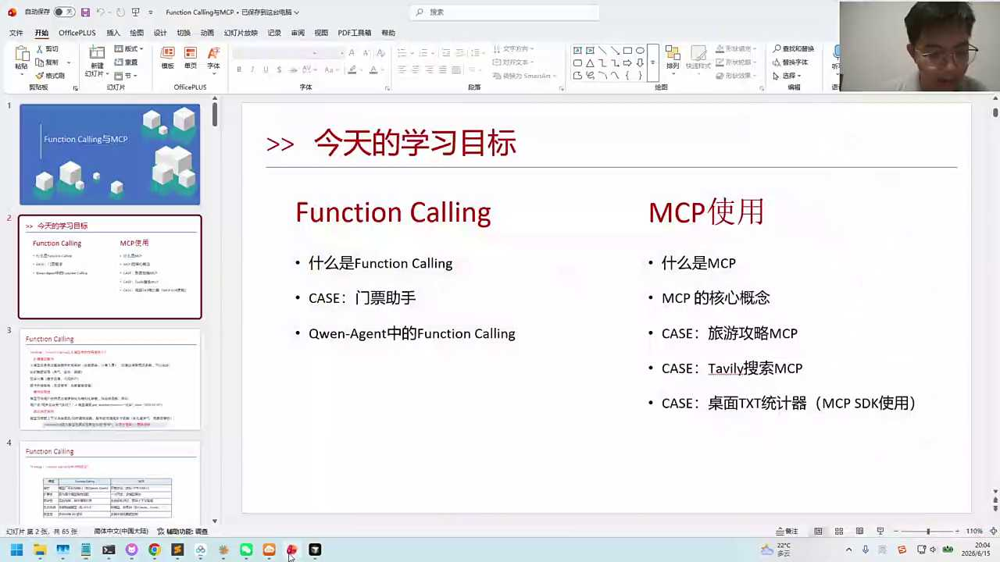 自动保存 关
Function Calling与MCP • 已保存到这台电脑
搜索
文件 开始 OfficePLUS 插入 绘图 设计 切换 动画 幻灯片放映 记录 审阅 视图 PDF工具箱 帮助
粘贴
剪切
复制
格式刷
剪贴板
新建
幻灯片
版式
重置
节
幻灯片
模板 单页 字体
OfficePLUS
字体
文字方向
对齐文本
转换为 SmartArt
段落
排列
快速样式
形状填充
形状轮廓
形状效果
绘图
查找和替换
替换字体
选择
编辑
1
Function Calling与MCP
2
>> 今天的学习目标
Function Calling
MCP使用
3
Function Calling
4
Function Calling
>> 今天的学习目标
Function Calling
• 什么是Function Calling
• CASE：门票助手
• Qwen-Agent中的Function Calling
MCP使用
• 什么是MCP
• MCP 的核心概念
• CASE：旅游攻略MCP
• CASE：Tavily搜索MCP
• CASE：桌面TXT统计器（MCP SDK使用）
幻灯片 第 2 张，共 65 张
简体中文(中国大陆)
辅助功能: 调查
备注
110%
22°C
多云
20:04
2026/6/15